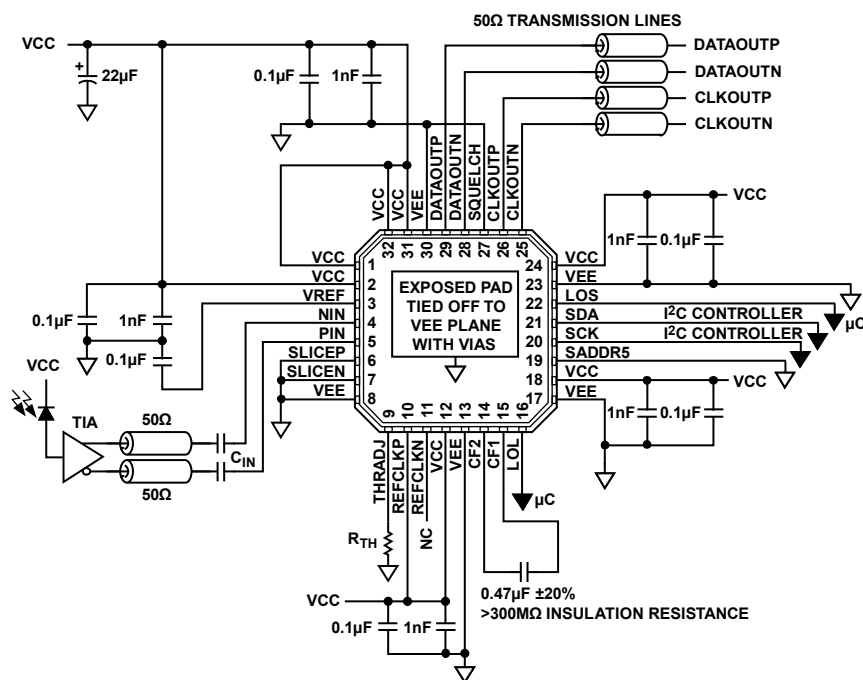 50Ω TRANSMISSION LINES
VCC
22µF
+
0.1µF
1nF
DATAOUTP
DATAOUTN
CLKOUTP
CLKOUTN
VCC
VCC
VEE
DATAOUTP
DATAOUTN
SQUELCH
CLKOUTP
CLKOUTN
32
31
30
29
28
27
26
25
VCC
VCC
VREF
NIN
PIN
SLICEP
SLICEN
VEE
1
2
3
4
5
6
7
8
EXPOSED PAD
TIED OFF TO
VEE PLANE
WITH VIAS
24
23
22
21
20
19
18
17
VCC
VEE
LOS
SDA
SCK
SADDR5
VCC
VEE
1nF
0.1µF
VCC
I2C CONTROLLER
I2C CONTROLLER
µC
VCC
1nF
0.1µF
0.1µF
1nF
0.1µF
VCC
TIA
50Ω
50Ω
CIN
9
10
11
12
13
14
15
16
THRADJ
REFCLKP
REFCLKN
VCC
VEE
CF2
CF1
LOL
RTH
NC
µC
0.47µF ±20%
>300MΩ INSULATION RESISTANCE
VCC
0.1µF
1nF